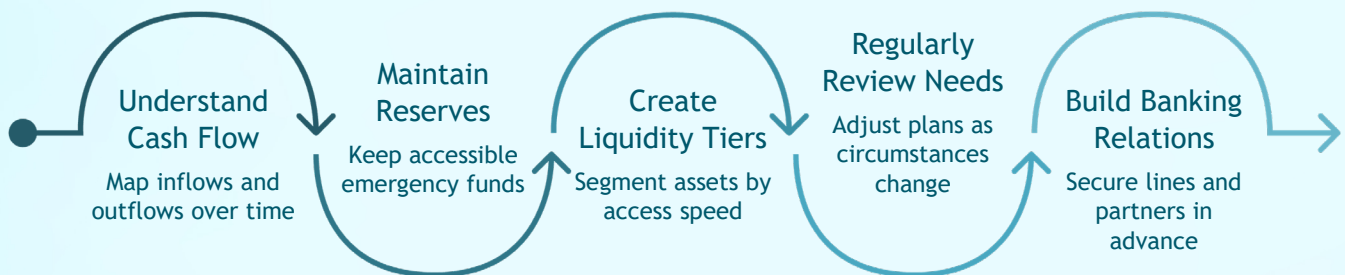 Understand
Cash Flow
Map inflows and
outflows over time
Maintain
Reserves
Keep accessible
emergency funds
Create
Liquidity Tiers
Segment assets by
access speed
Regularly
Review Needs
Adjust plans as
circumstances
change
Build Banking
Relations
Secure lines and
partners in
advance